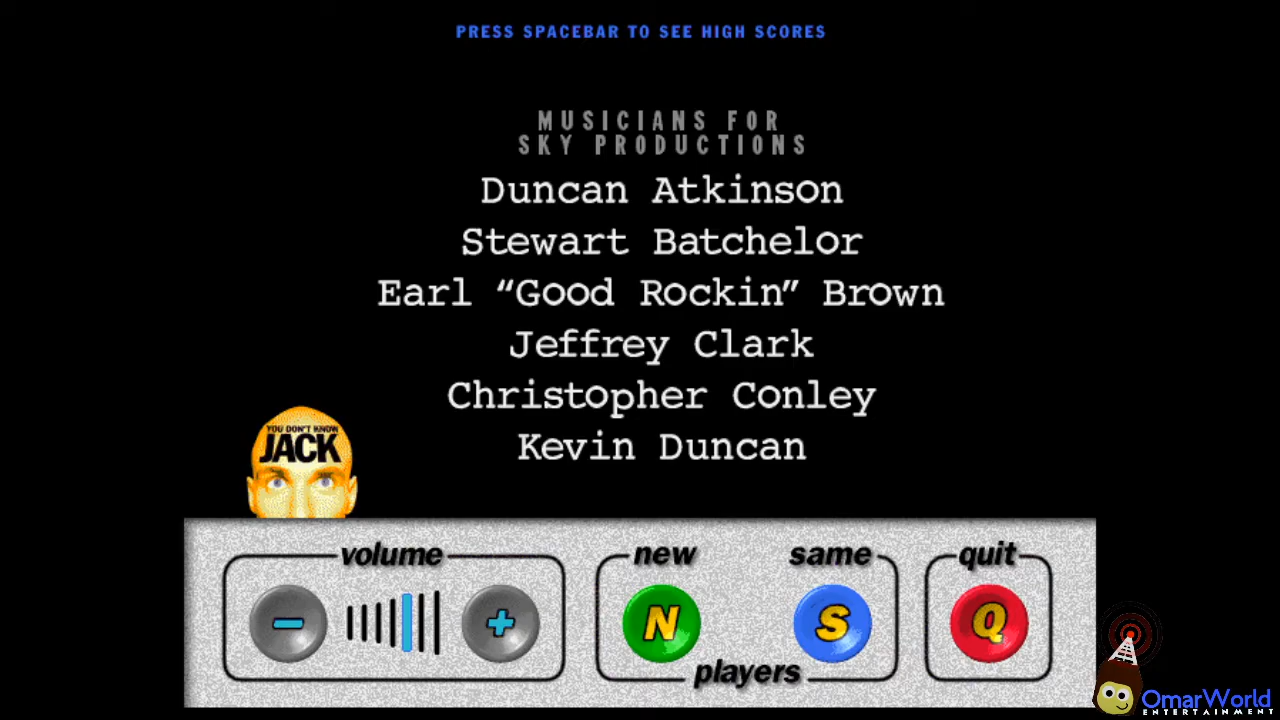 PRESS SPACEBAR TO SEE HIGH SCORES
MUSICIANS FOR
SKY PRODUCTIONS
Duncan Atkinson
Stewart Batchelor
Earl “Good Rockin” Brown
Jeffrey Clark
Christopher Conley
Kevin Duncan
YOU DON'T KNOW
JACK
volume
new
same
quit
- + N S Q
players
OmarWorld
ENTERTAINMENT